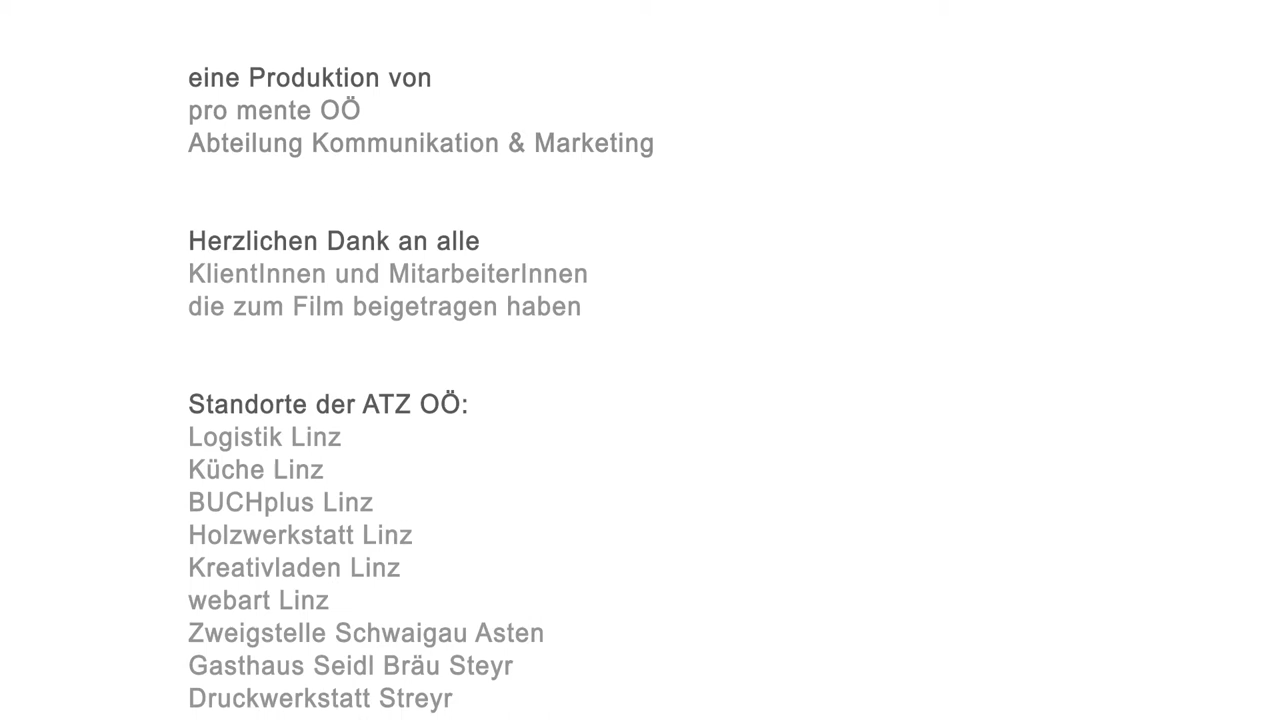 eine Produktion von
pro mente OÖ
Abteilung Kommunikation & Marketing
Herzlichen Dank an alle
KlientInnen und MitarbeiterInnen
die zum Film beigetragen haben
Standorte der ATZ OÖ:
Logistik Linz
Küche Linz
BUCHplus Linz
Holzwerkstatt Linz
Kreativladen Linz
webart Linz
Zweigstelle Schwaigau Asten
Gasthaus Seidl Bräu Steyr
Druckwerkstatt Streyr